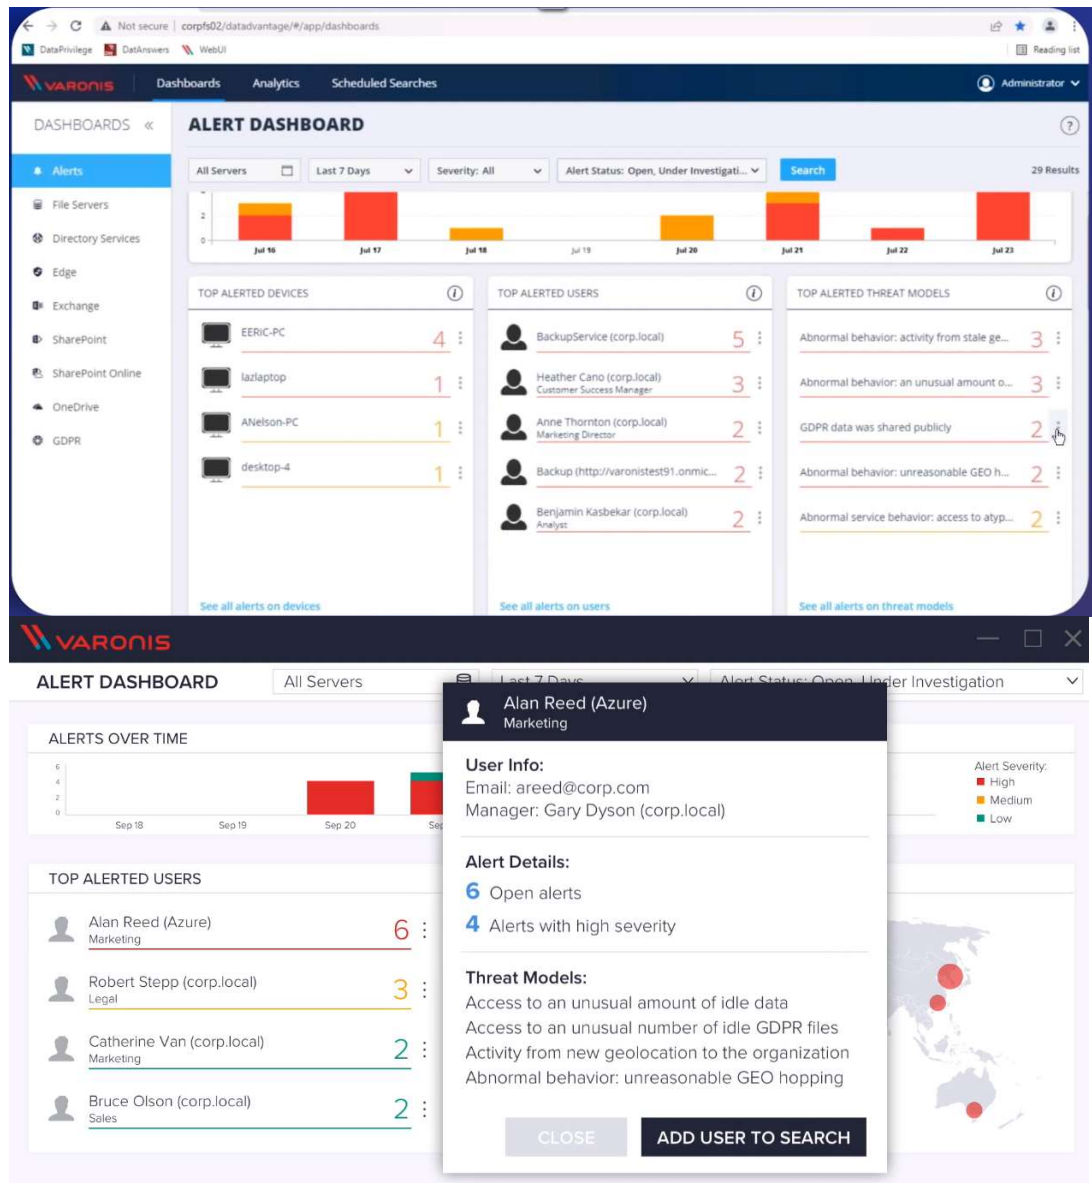 Not secure | corpfs02/datadvantage/#/app/dashboards
DataPrivilege DatAnswers WebUI Reading list
VARONIS Dashboards Analytics Scheduled Searches Administrator
DASHBOARDS « ALERT DASHBOARD ?
Alerts All Servers Last 7 Days Severity: All Alert Status: Open, Under Investigati... Search 29 Results
File Servers
Directory Services
Edge
Exchange
SharePoint
SharePoint Online
OneDrive
GDPR
2
0
Jul 16 Jul 17 Jul 18 Jul 19 Jul 20 Jul 21 Jul 22 Jul 23
TOP ALERTED DEVICES i
EERIC-PC 4
lazlaptop 1
ANelson-PC 1
desktop-4 1
See all alerts on devices
TOP ALERTED USERS i
BackupService (corp.local) 5
Heather Cano (corp.local) 3
Customer Success Manager
Anne Thornton (corp.local) 2
Marketing Director
Backup (http://varonistest91.onmic... 2
Benjamin Kasbekar (corp.local) 2
Analyst
See all alerts on users
TOP ALERTED THREAT MODELS i
Abnormal behavior: activity from stale ge... 3
Abnormal behavior: an unusual amount o... 3
GDPR data was shared publicly 2
Abnormal behavior: unreasonable GEO h... 2
Abnormal service behavior: access to atyp... 2
See all alerts on threat models
VARONIS
ALERT DASHBOARD All Servers Last 7 Days Alert Status: Open, Under Investigation
ALERTS OVER TIME
6
4
2
0
Sep 18 Sep 19 Sep 20
Alert Severity:
High
Medium
Low
TOP ALERTED USERS
Alan Reed (Azure) 6
Marketing
Robert Stepp (corp.local) 3
Legal
Catherine Van (corp.local) 2
Marketing
Bruce Olson (corp.local) 2
Sales
Alan Reed (Azure)
Marketing
User Info:
Email: areed@corp.com
Manager: Gary Dyson (corp.local)
Alert Details:
6 Open alerts
4 Alerts with high severity
Threat Models:
Access to an unusual amount of idle data
Access to an unusual number of idle GDPR files
Activity from new geolocation to the organization
Abnormal behavior: unreasonable GEO hopping
CLOSE ADD USER TO SEARCH